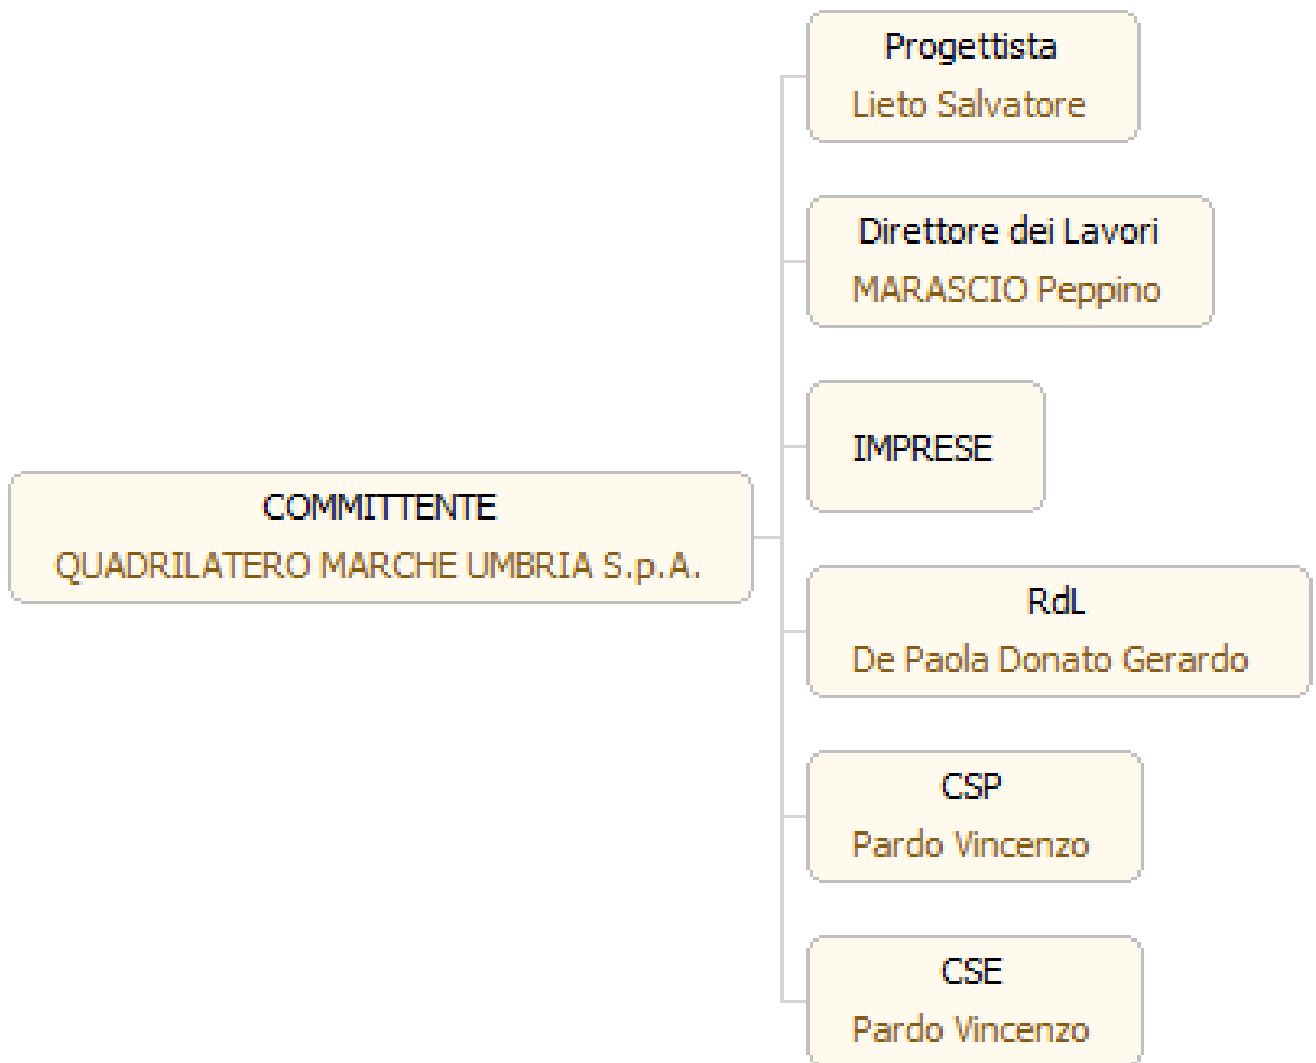 Progettista
Lieto Salvatore
Direttore dei Lavori
MARASCIO Peppino
IMPRESE
COMMITTENTE
QUADRILATERO MARCHE UMBRIA S.p.A.
RdL
De Paola Donato Gerardo
CSP
Pardo Vincenzo
CSE
Pardo Vincenzo